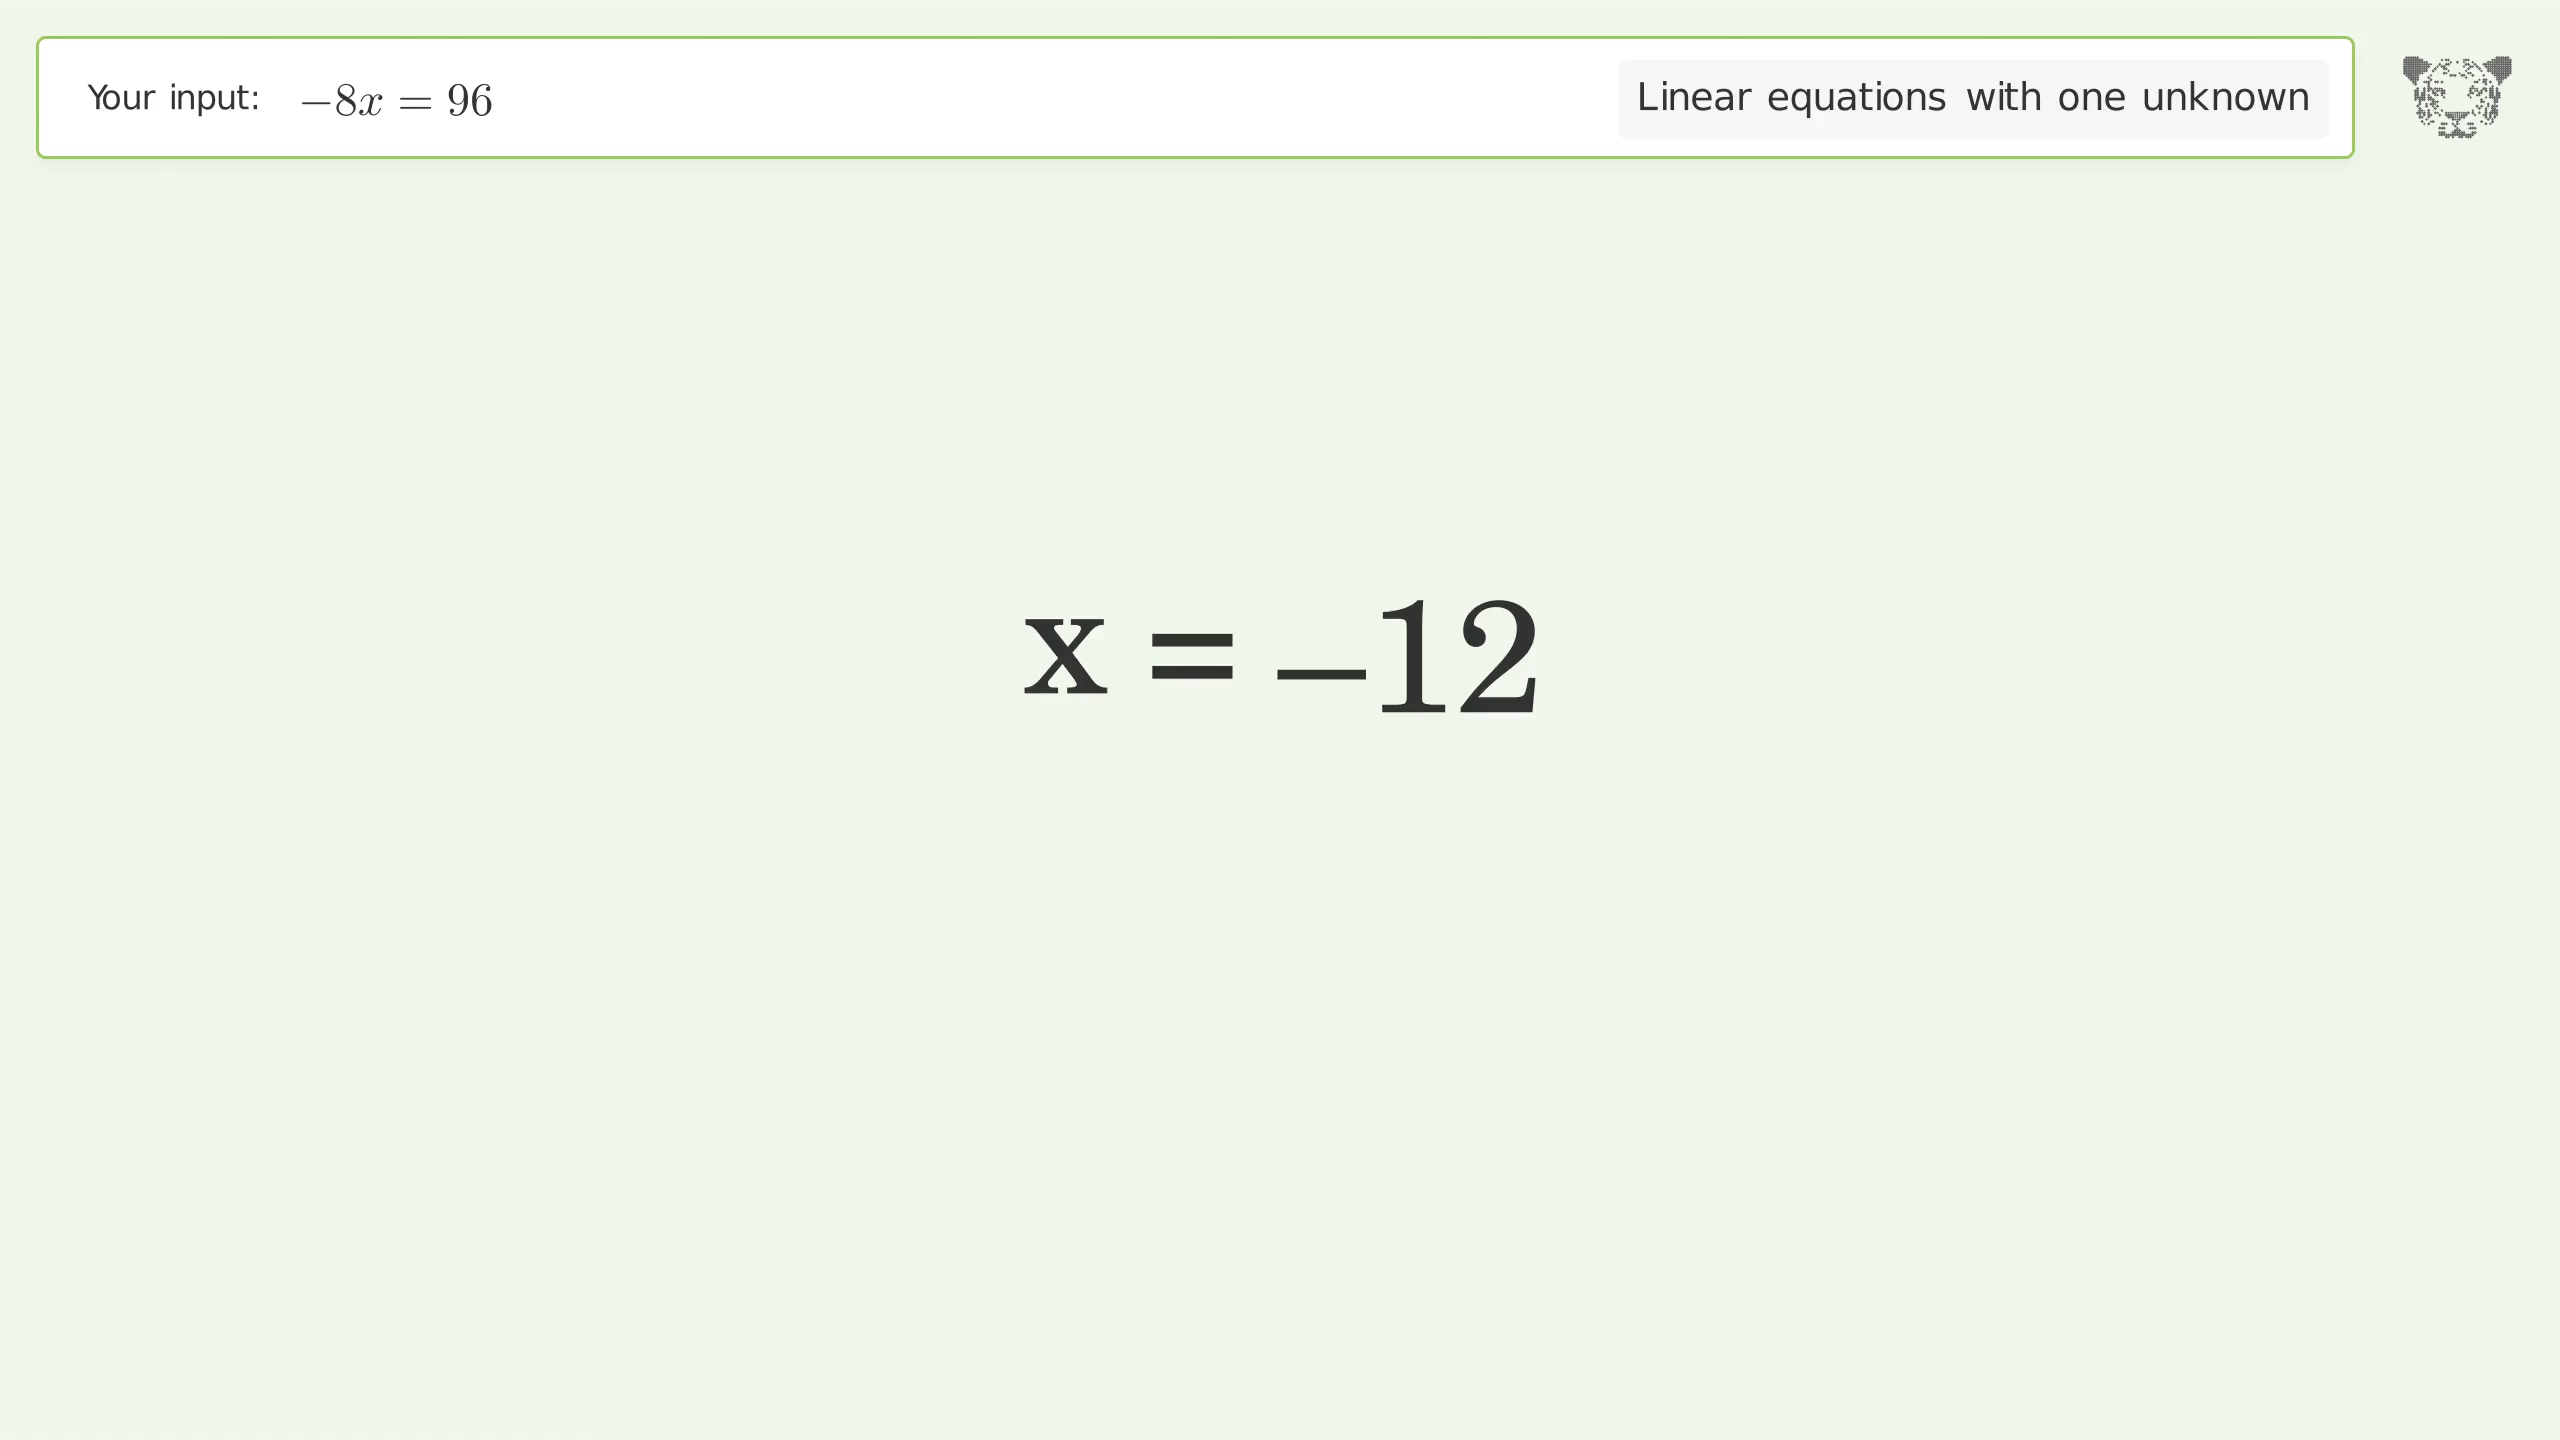 Your input: −8x = 96
Linear equations with one unknown
x = −12